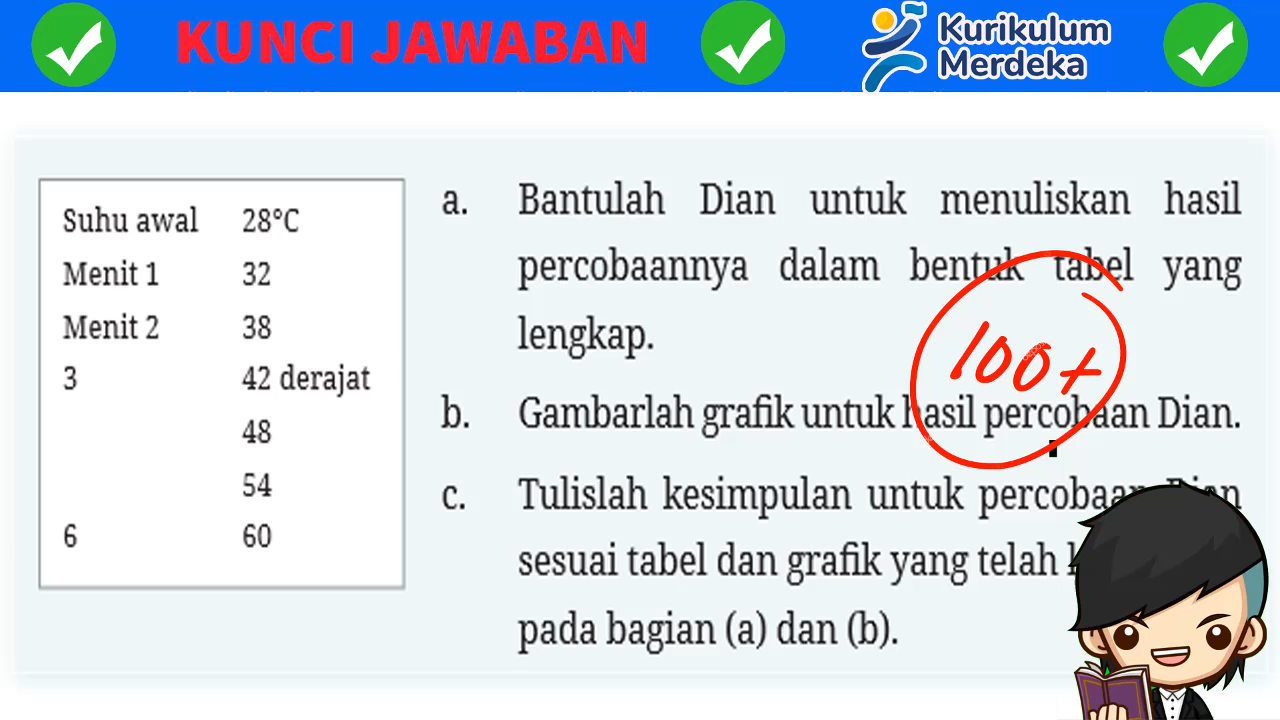 KUNCI JAWABAN
Kurikulum
Merdeka
Suhu awal 28°C
Menit 1 32
Menit 2 38
3 42 derajat
48
54
6 60
a. Bantulah Dian untuk menuliskan hasil
percobaannya dalam bentuk tabel yang
lengkap.
100+
b. Gambarlah grafik untuk hasil percobaan Dian.
c. Tulislah kesimpulan untuk percobaan Dian
sesuai tabel dan grafik yang telah
pada bagian (a) dan (b).